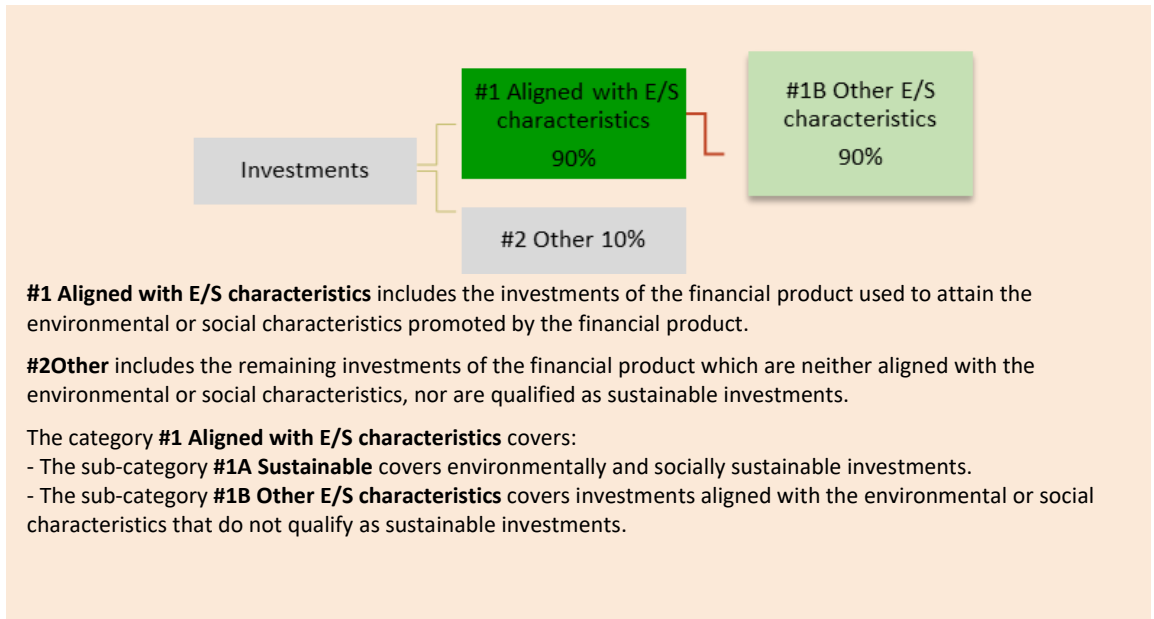 #1 Aligned with E/S
characteristics
90%
#1B Other E/S
characteristics
90%
Investments
#2 Other 10%
#1 Aligned with E/S characteristics includes the investments of the financial product used to attain the
environmental or social characteristics promoted by the financial product.
#2Other includes the remaining investments of the financial product which are neither aligned with the
environmental or social characteristics, nor are qualified as sustainable investments.
The category #1 Aligned with E/S characteristics covers:
- The sub-category #1A Sustainable covers environmentally and socially sustainable investments.
- The sub-category #1B Other E/S characteristics covers investments aligned with the environmental or social
characteristics that do not qualify as sustainable investments.